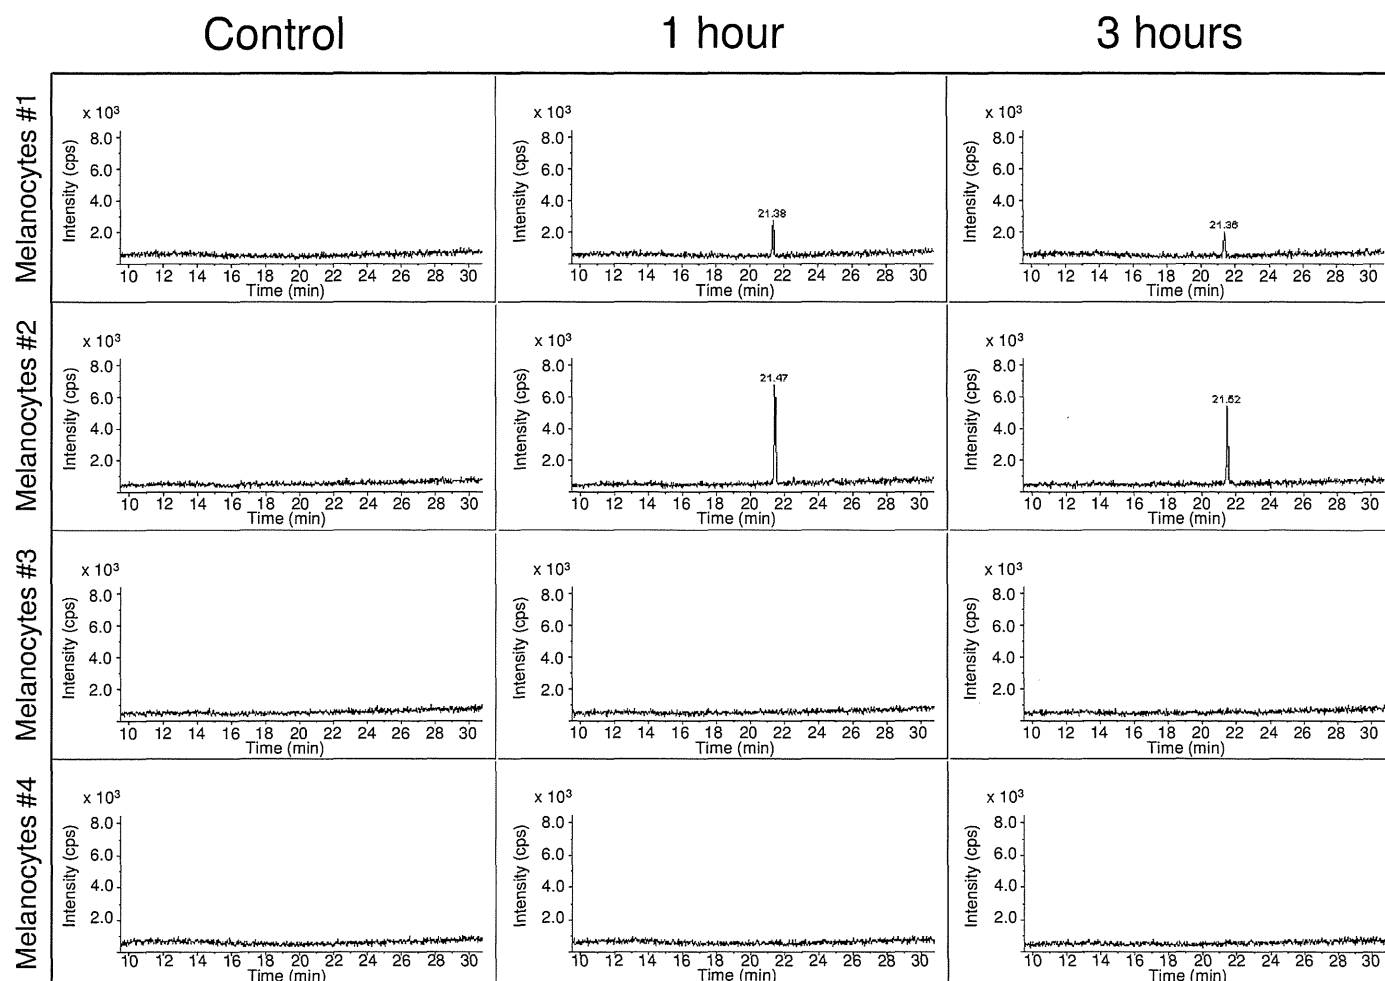 Control 1 hour 3 hours
Melanocytes #1
x 10³ x 10³ x 10³
Intensity (cps) Intensity (cps) Intensity (cps)
8.0 8.0 8.0
6.0 6.0 6.0
4.0 4.0 4.0
2.0 2.0 2.0
21.38 21.36
10 12 14 16 18 20 22 24 26 28 30 10 12 14 16 18 20 22 24 26 28 30 10 12 14 16 18 20 22 24 26 28 30
Time (min) Time (min) Time (min)
Melanocytes #2
x 10³ x 10³ x 10³
Intensity (cps) Intensity (cps) Intensity (cps)
8.0 8.0 8.0
6.0 6.0 6.0
4.0 4.0 4.0
2.0 2.0 2.0
21.47 21.52
10 12 14 16 18 20 22 24 26 28 30 10 12 14 16 18 20 22 24 26 28 30 10 12 14 16 18 20 22 24 26 28 30
Time (min) Time (min) Time (min)
Melanocytes #3
x 10³ x 10³ x 10³
Intensity (cps) Intensity (cps) Intensity (cps)
8.0 8.0 8.0
6.0 6.0 6.0
4.0 4.0 4.0
2.0 2.0 2.0
10 12 14 16 18 20 22 24 26 28 30 10 12 14 16 18 20 22 24 26 28 30 10 12 14 16 18 20 22 24 26 28 30
Time (min) Time (min) Time (min)
Melanocytes #4
x 10³ x 10³ x 10³
Intensity (cps) Intensity (cps) Intensity (cps)
8.0 8.0 8.0
6.0 6.0 6.0
4.0 4.0 4.0
2.0 2.0 2.0
10 12 14 16 18 20 22 24 26 28 30 10 12 14 16 18 20 22 24 26 28 30 10 12 14 16 18 20 22 24 26 28 30
Time (min) Time (min) Time (min)